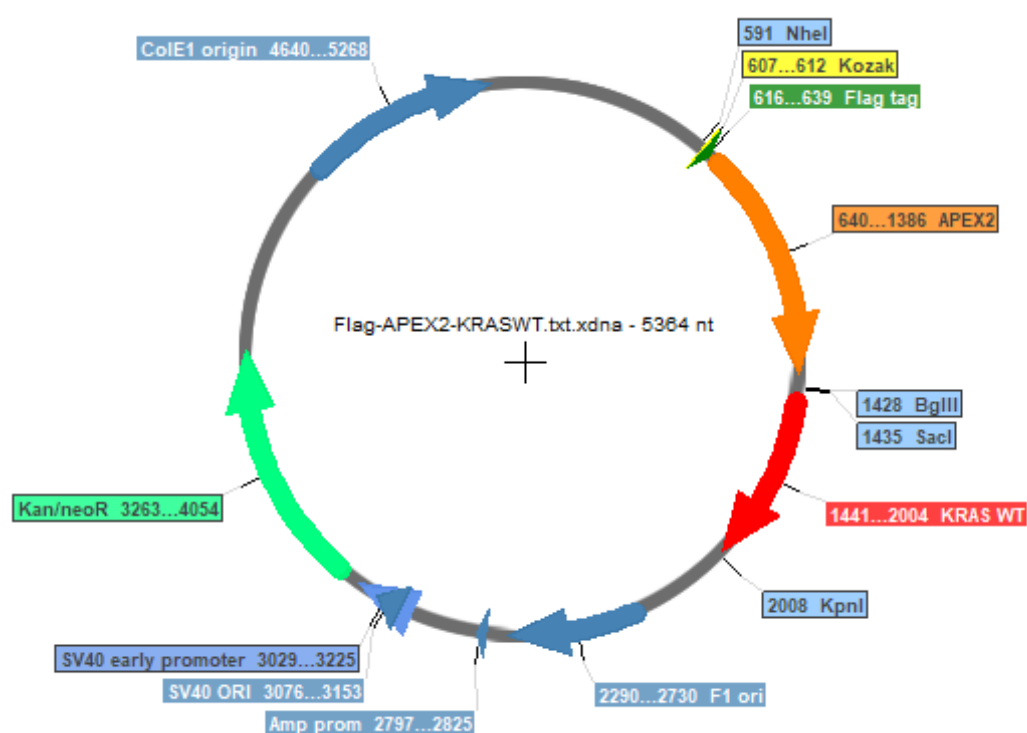 ColE1 origin 4640...5268
591 NheI
607...612 Kozak
616...639 Flag tag
640...1386 APEX2
Flag-APEX2-KRASWT.txt.xdna - 5364 nt
1428 BglII
1435 SacI
Kan/neoR 3263...4054
1441...2004 KRAS WT
2008 KpnI
SV40 early promoter 3029...3225
SV40 ORI 3076...3153
2290...2730 F1 ori
Amp prom 2797...2825